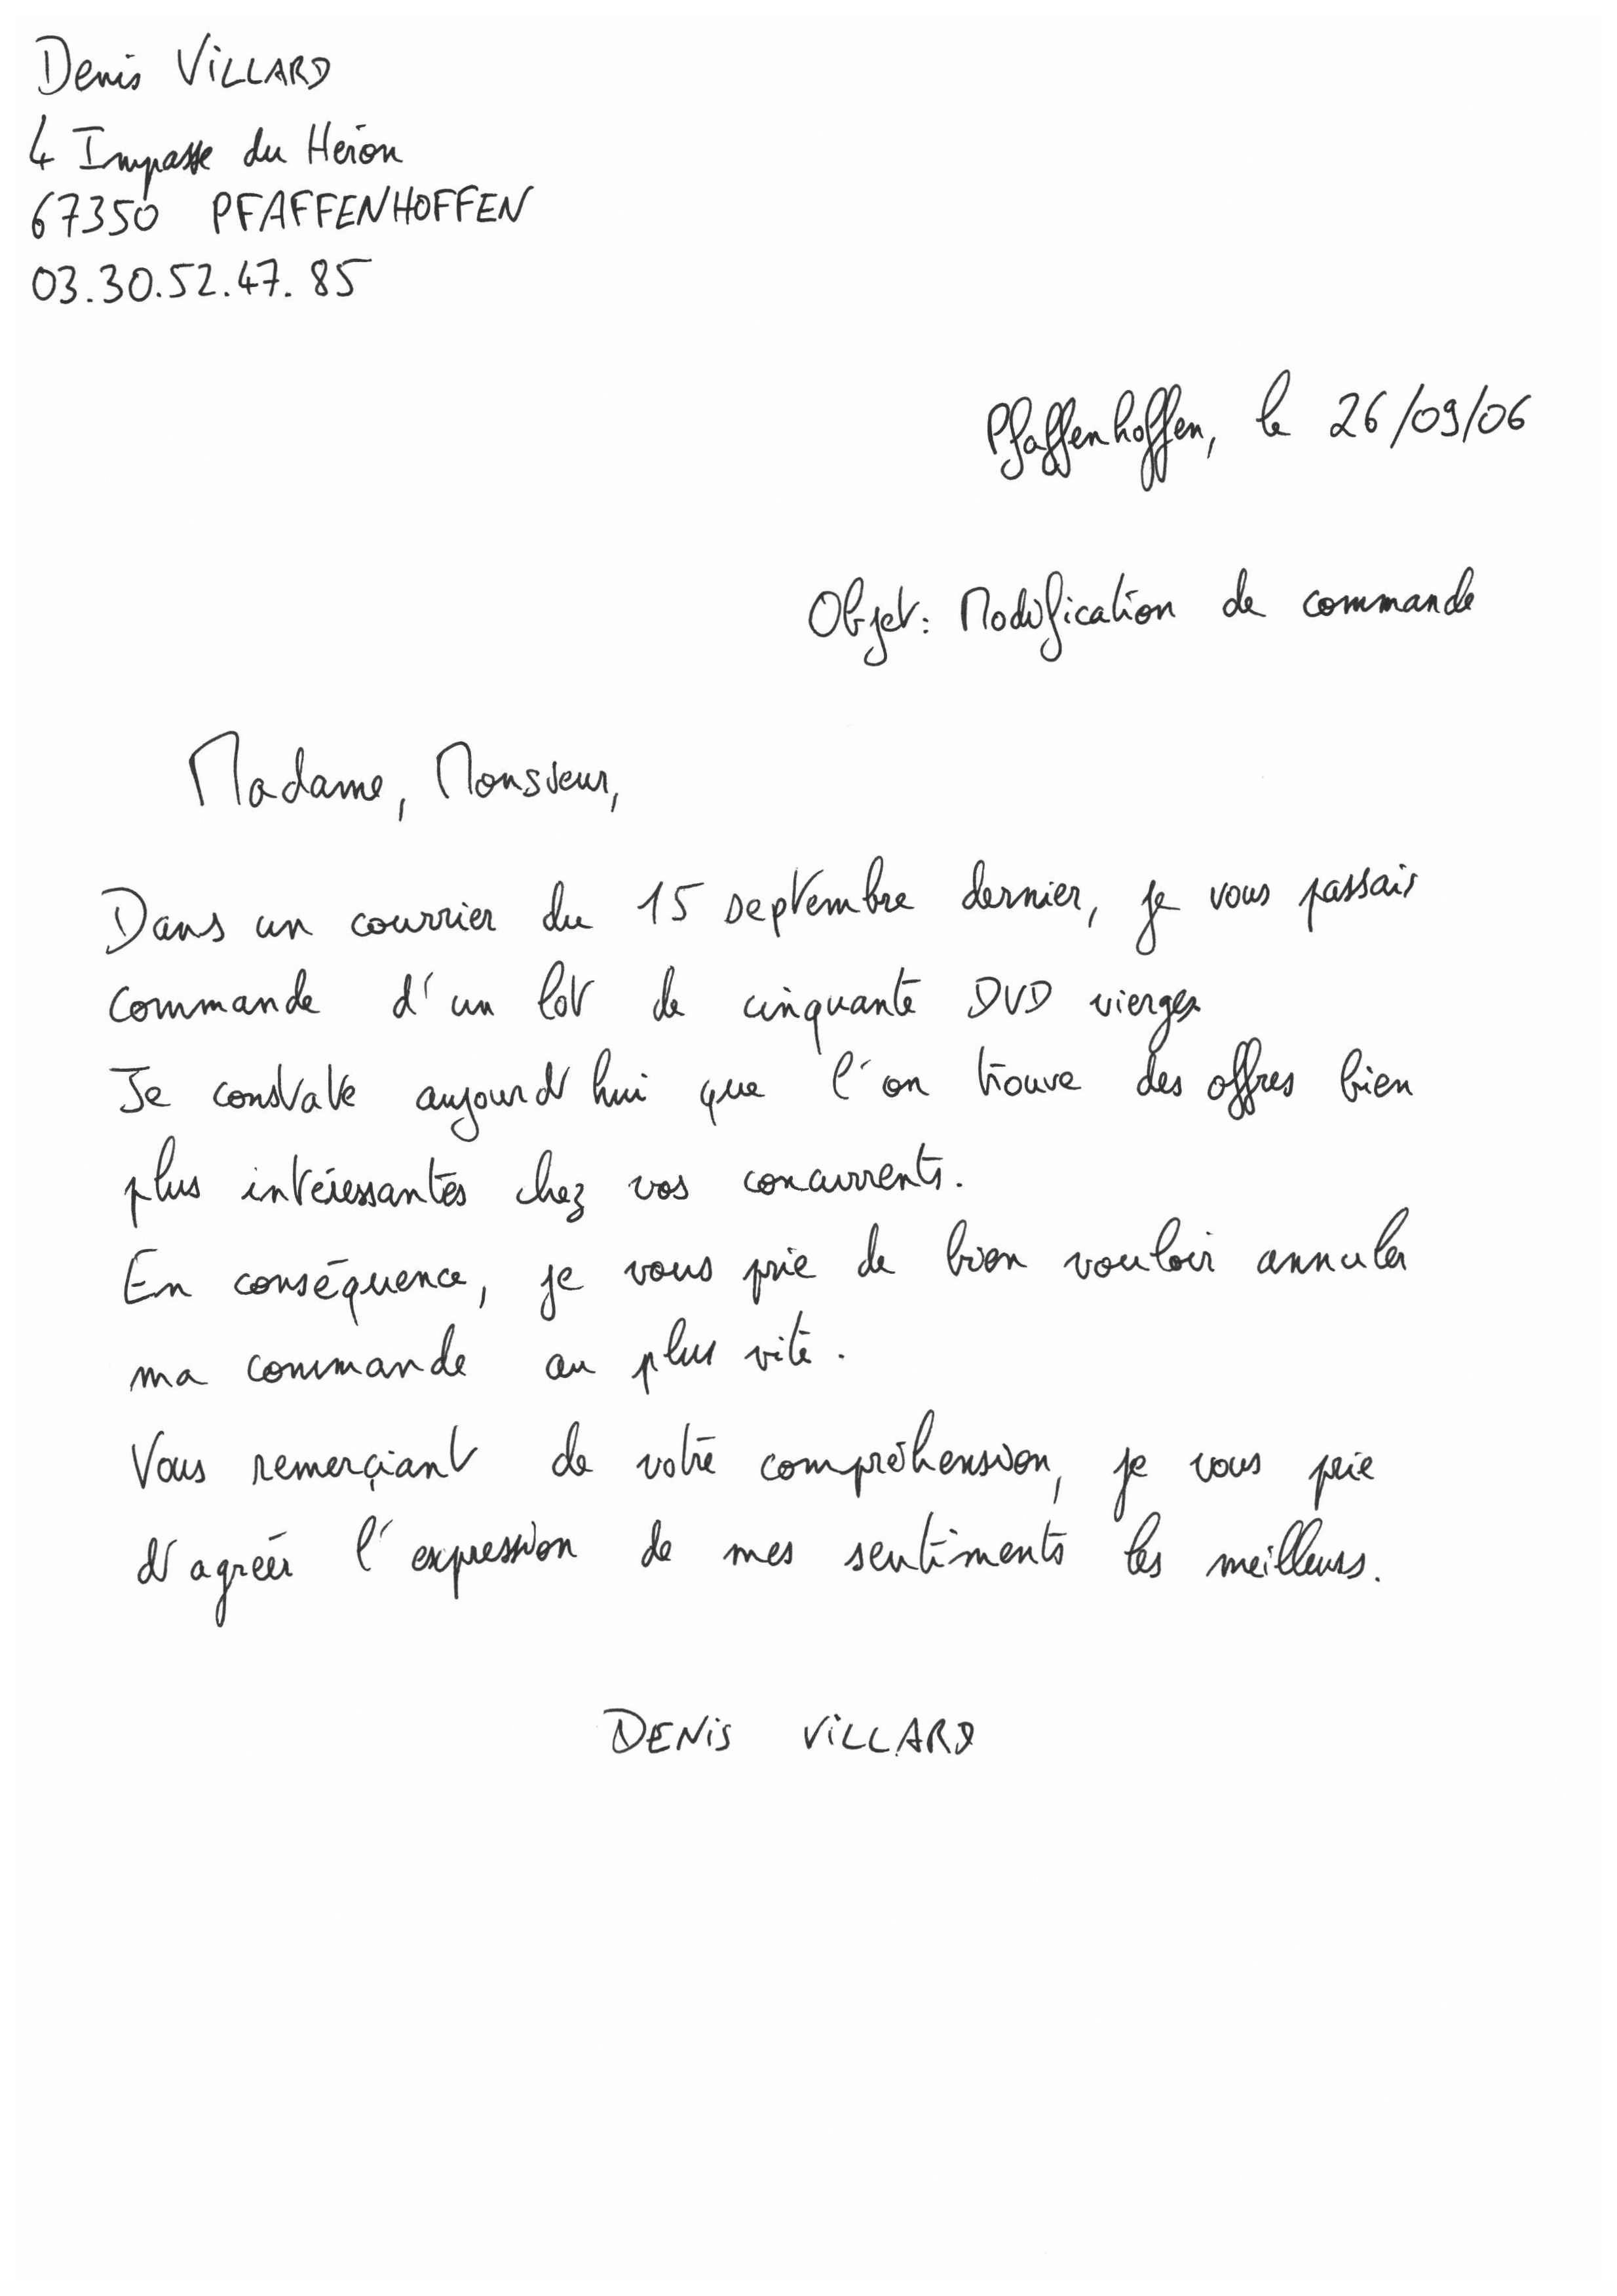 Denis VILLARD
4 Impasse du Héron
67350 PFAFFENHOFFEN
03.30.52.47.85
Pfaffenhoffen, le 26/09/06
Objet: Modification de commande
Madame, Monsieur,
Dans un courrier du 15 septembre dernier, je vous passais
commande d'un lot de cinquante DVD vierges
Je constate aujourd'hui que l'on trouve des offres bien
plus intéressantes chez vos concurrents.
En conséquence, je vous prie de bien vouloir annuler
ma commande au plus vite.
Vous remerçiant de votre compréhension, je vous prie
d'agréer l'expression de mes sentiments les meilleurs.
DENIS VILLARD